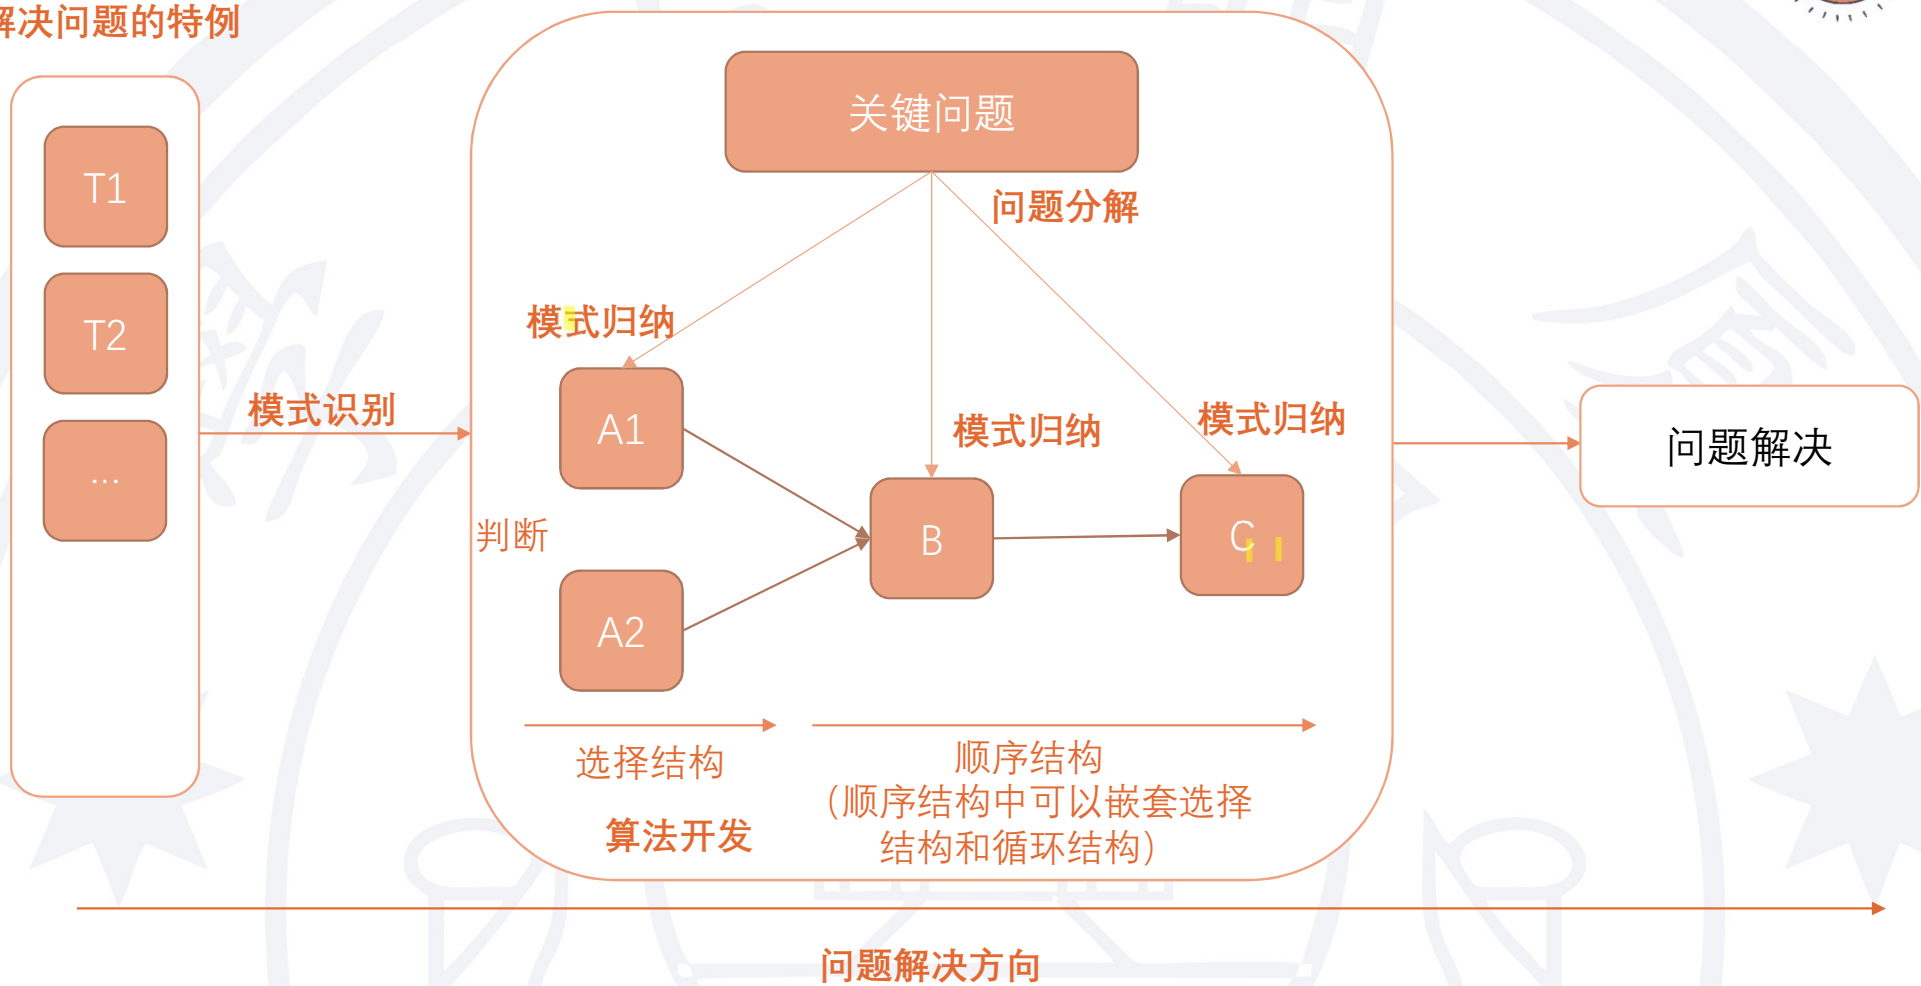 解决问题的特例
关键问题
T1
问题分解
T2
模式归纳
模式识别
模式归纳
模式归纳
...
A1
问题解决
判断
B
C
A2
选择结构
顺序结构
（顺序结构中可以嵌套选择
结构和循环结构）
算法开发
问题解决方向